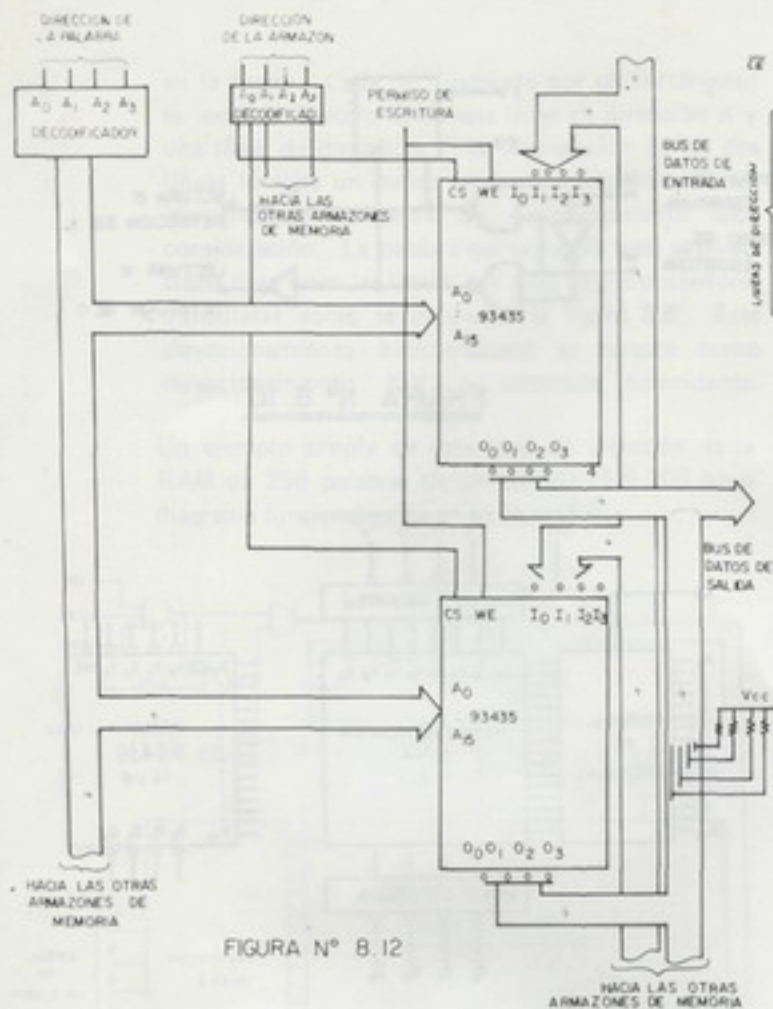 DIRECCION DE
LA PALABRA
A0 A1 A2 A3
DECODIFICADOR
DIRECCIÓN
DE LA ARMAZON
A0 A1 A2 A3
DECODIFICAD.
HACIA LAS
OTRAS ARMAZONES
DE MEMORIA
PERMISO DE
ESCRITURA
BUS DE
DATOS DE
ENTRADA
CS WE I0 I1 I2 I3
A0
93435
A15
O0 O1 O2 O3
4
BUS DE
DATOS DE
SALIDA
CS WE I0 I1 I2 I3
A0
93435
A15
O0 O1 O2 O3
Vcc
HACIA LAS OTRAS
ARMAZONES DE
MEMORIA
FIGURA N° 8.12
HACIA LAS OTRAS
ARMAZONES DE MEMORIA
LINEAS DE DIRECCION